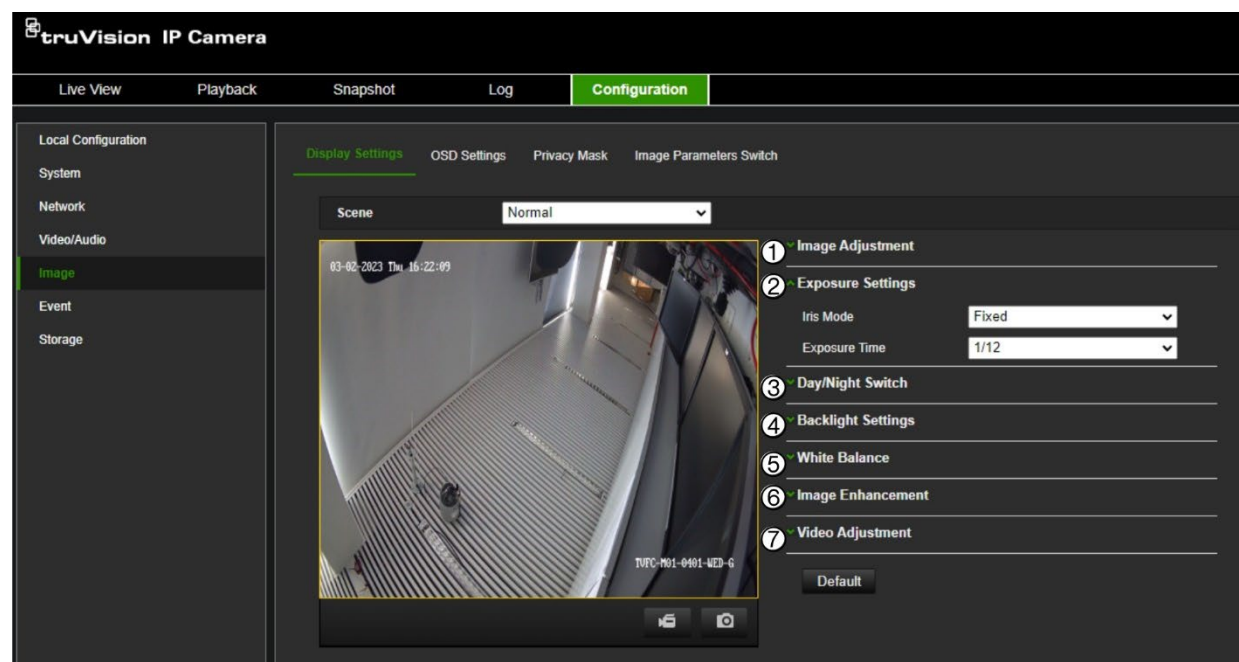 truVision IP Camera
Live View Playback Snapshot Log Configuration
Local Configuration
System
Network
Video/Audio
Image
Event
Storage
Display Settings OSD Settings Privacy Mask Image Parameters Switch
Scene Normal
03-02-2023 Thu 16:22:09
TVFC-M01-0401-WED-G
1 Image Adjustment
2 Exposure Settings
Iris Mode Fixed
Exposure Time 1/12
3 Day/Night Switch
4 Backlight Settings
5 White Balance
6 Image Enhancement
7 Video Adjustment
Default